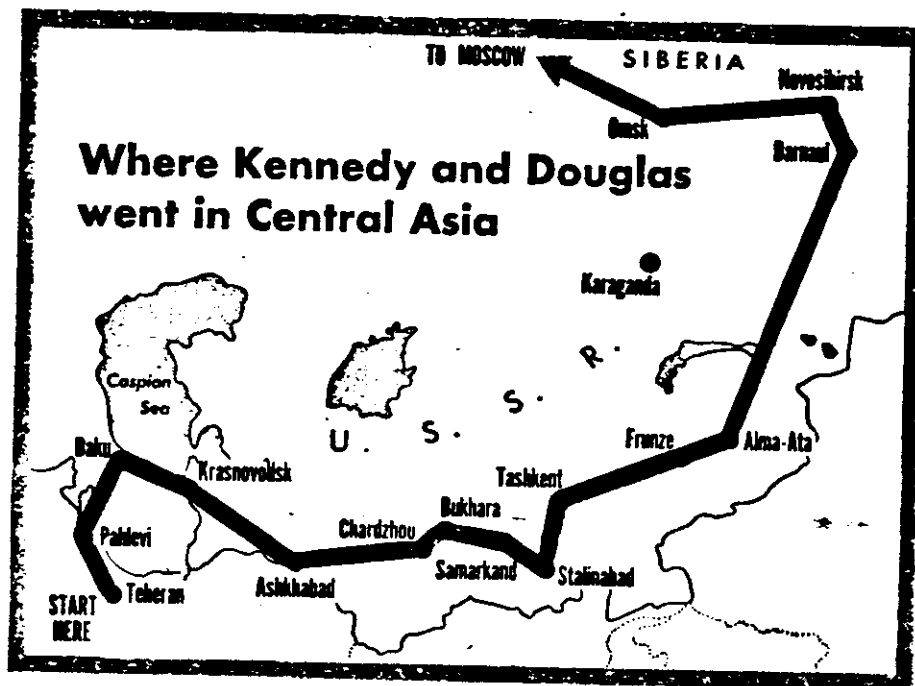 TO MOSCOW
SIBERIA
Novosibirsk
Omsk
Barnaul
Where Kennedy and Douglas
went in Central Asia
Karaganda
Caspian
Sea
U. S. S. R.
Baku
Krasnovodsk
Frunze
Alma-Ata
Tashkent
Bukhara
Chardzhou
Pahlevi
Samarkand
Stalinabad
Ashkhabad
Teheran
START
HERE